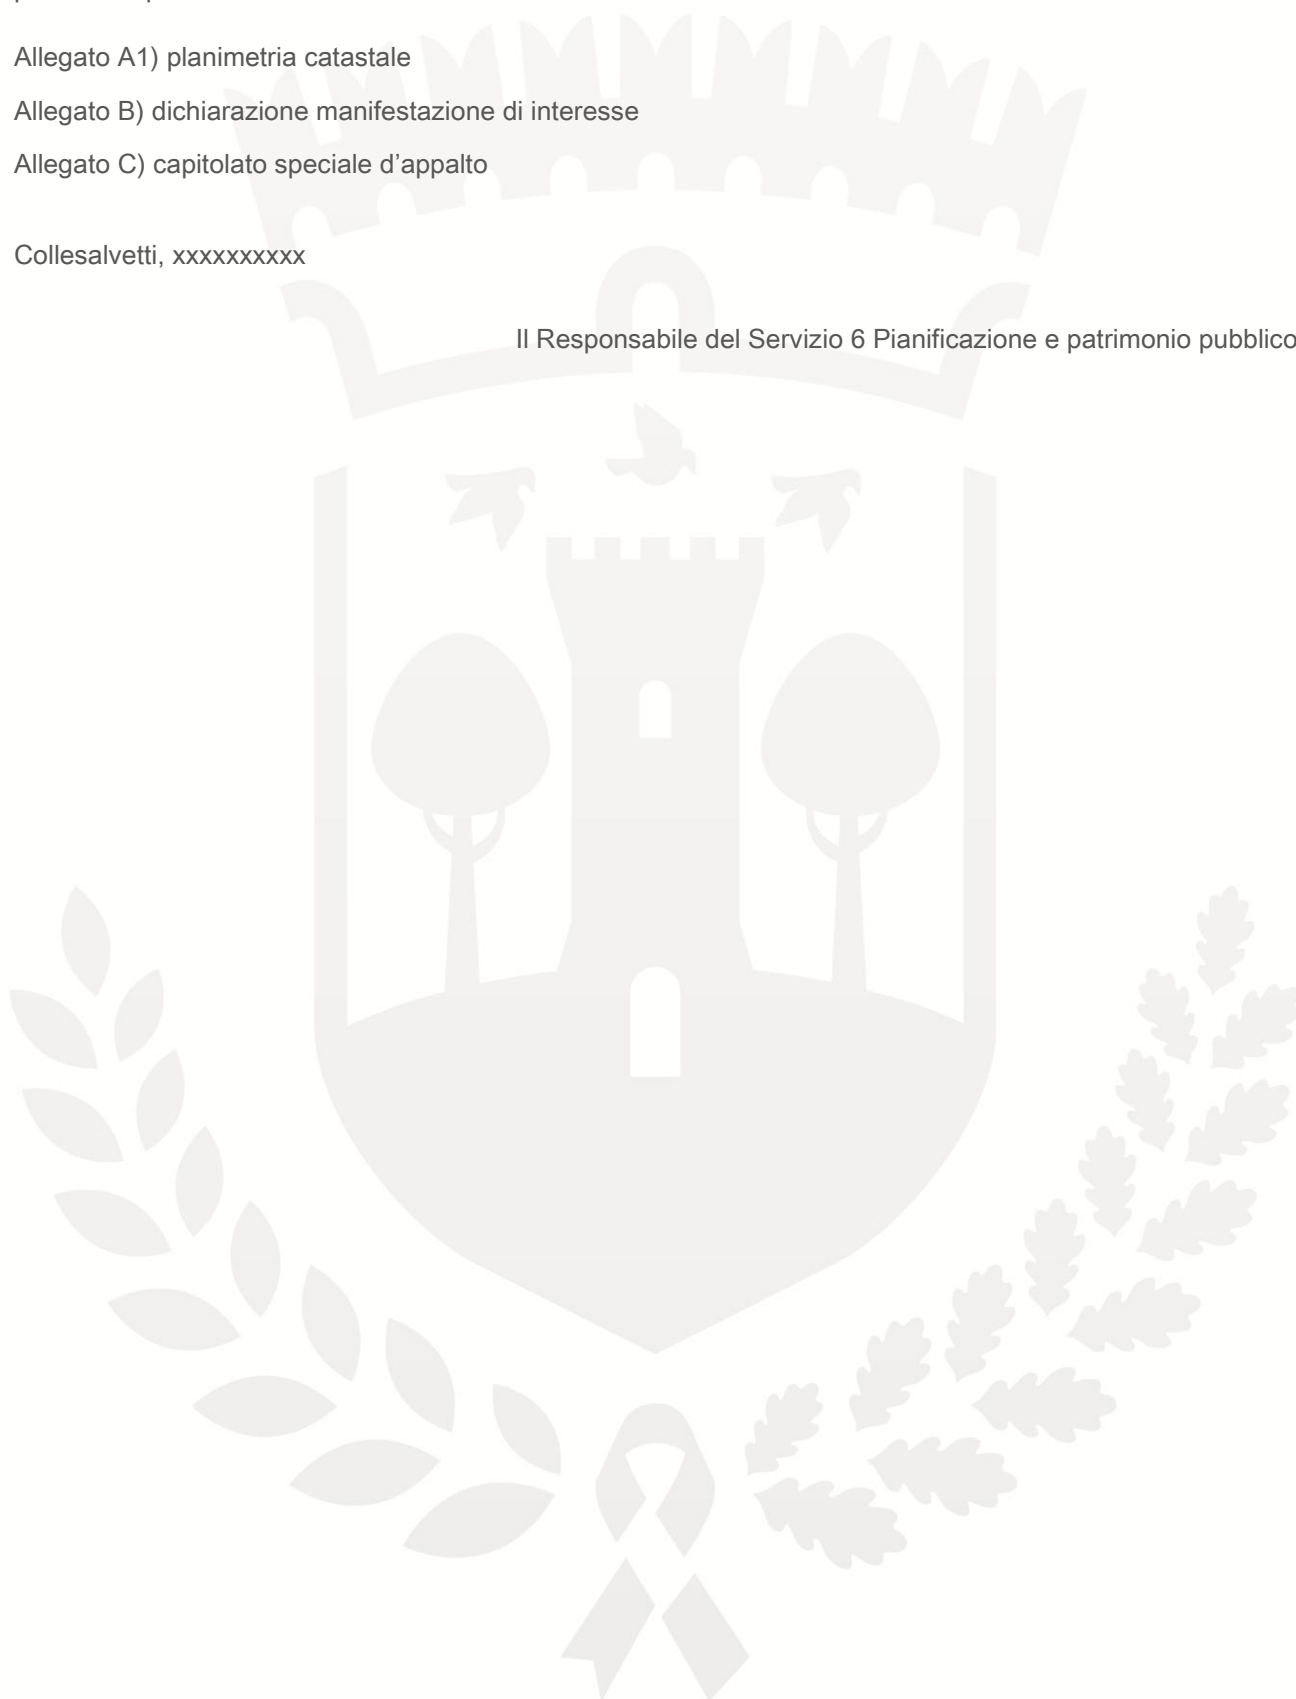 Allegato A1) planimetria catastale
Allegato B) dichiarazione manifestazione di interesse
Allegato C) capitolato speciale d’appalto
Collesalvetti, xxxxxxxxxx
Il Responsabile del Servizio 6 Pianificazione e patrimonio pubblico